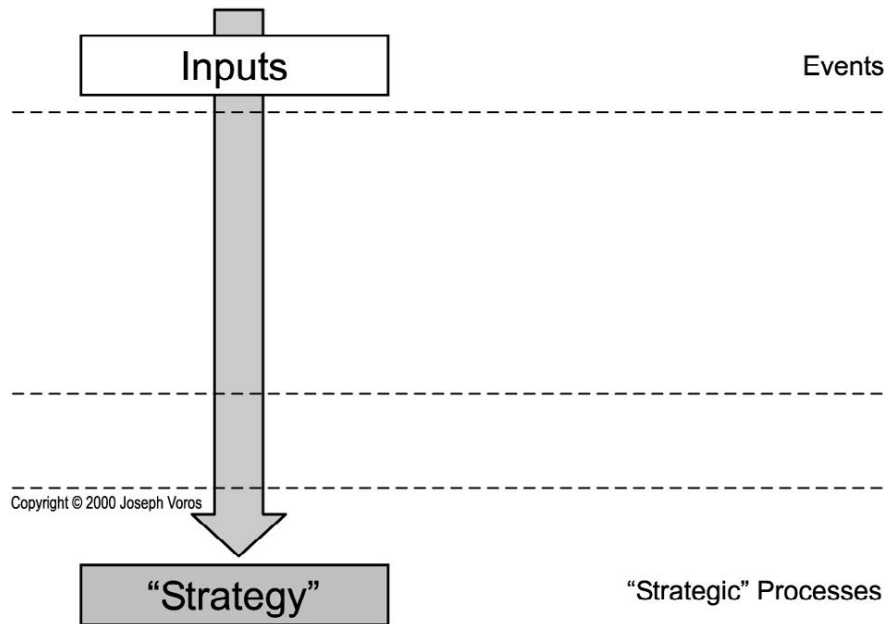 Inputs
Events
Copyright © 2000 Joseph Voros
“Strategy”
“Strategic” Processes